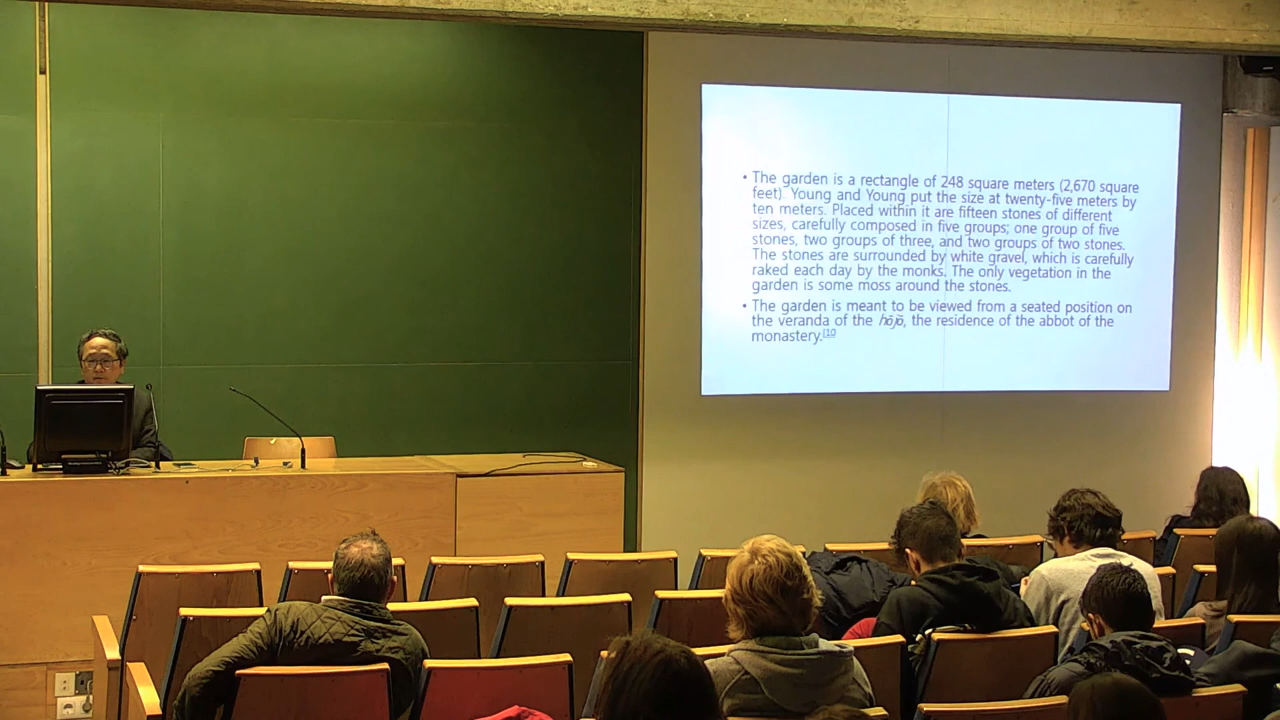 • The garden is a rectangle of 248 square meters (2,670 square
feet). Young and Young put the size at twenty-five meters by
ten meters. Placed within it are fifteen stones of different
sizes, carefully composed in five groups; one group of five
stones, two groups of three, and two groups of two stones.
The stones are surrounded by white gravel, which is carefully
raked each day by the monks. The only vegetation in the
garden is some moss around the stones.
• The garden is meant to be viewed from a seated position on
the veranda of the hōjō, the residence of the abbot of the
monastery.[10